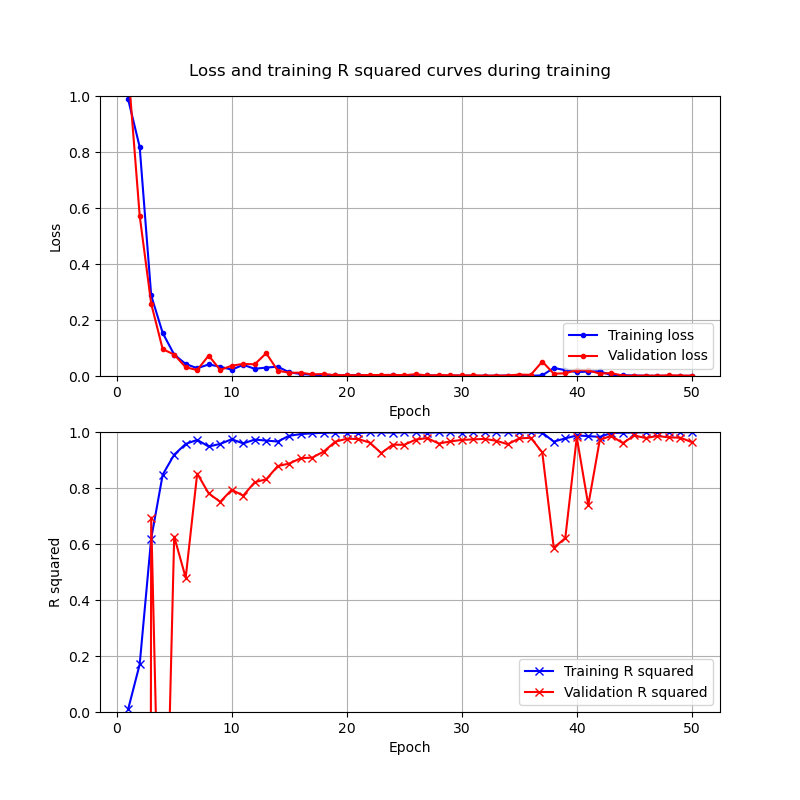 Loss and training R squared curves during training
1.0
0.8
0.6
0.4
0.2
0.0
Loss
0
10
20
30
40
50
Epoch
Training loss
Validation loss
1.0
0.8
0.6
0.4
0.2
0.0
R squared
0
10
20
30
40
50
Epoch
Training R squared
Validation R squared